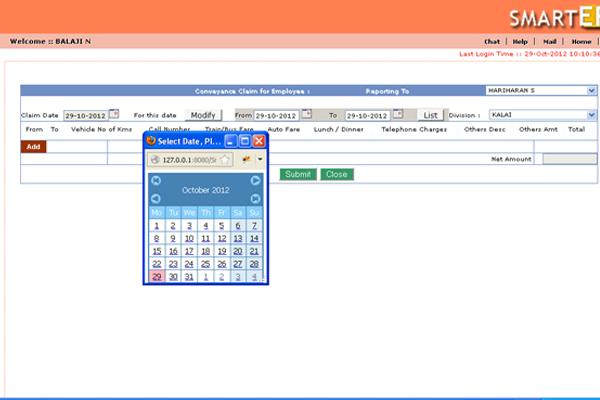 SMARTE
Welcome :: BALAJI N Chat | Help | Mail | Home |
Last Login Time :: 29-Oct-2012 10:10:36
Conveyance Claim for Employee : Reporting To HARIHARAN S
Claim Date 29-10-2012 For this date Modify From 29-10-2012 To 29-10-2012 List Division : KALAI
From To Vehicle No of Kms Call Number Train/Bus Fare Auto Fare Lunch / Dinner Telephone Charges Others Desc Others Amt Total
Add
Net Amount
Submit Close
Select Date, Pl...
127.0.0.1:8080/Sr
October 2012
Mo Tu We Th Fr Sa Su
1 2 3 4 5 6 7
8 9 10 11 12 13 14
15 16 17 18 19 20 21
22 23 24 25 26 27 28
29 30 31 1 2 3 4